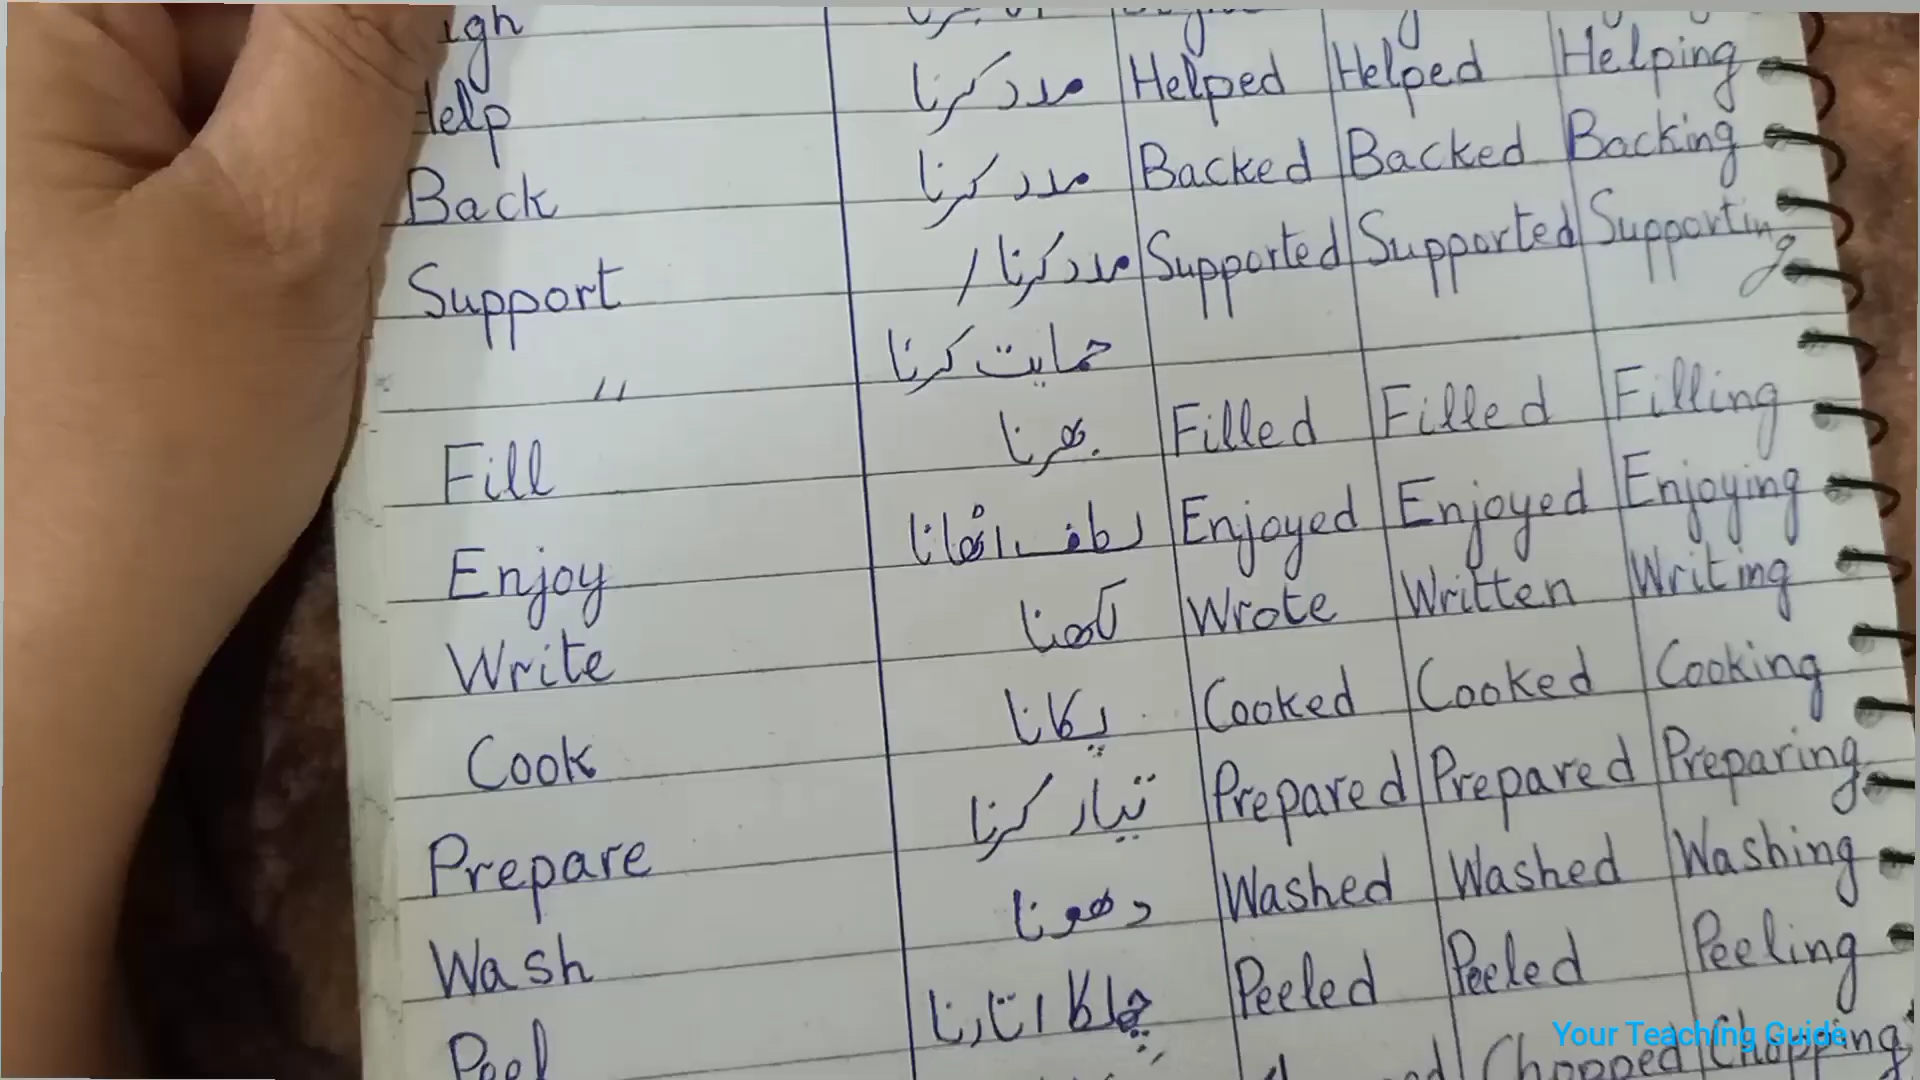 Help مدد کرنا Helped Helped Helping
Back مدد کرنا Backed Backed Backing
Support مدد کرنا / Supported Supported Supporting
" حمایت کرنا
Fill بھرنا Filled Filled Filling
Enjoy لطف اٹھانا Enjoyed Enjoyed Enjoying
Write لکھنا Wrote Written Writing
Cook پکانا Cooked Cooked Cooking
Prepare تیار کرنا Prepared Prepared Preparing
Wash دھونا Washed Washed Washing
Peel چھلکا اتارنا Peeled Peeled Peeling
Chopped Chopping
Your Teaching Guide